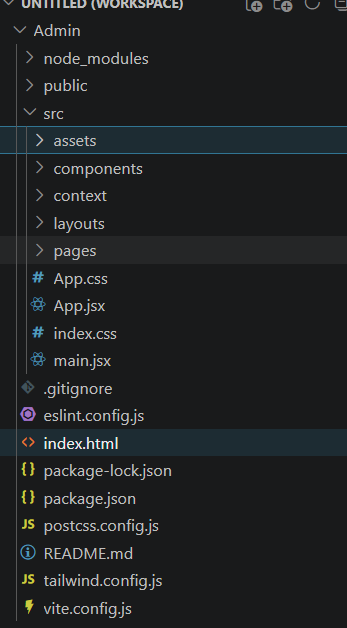 UNTITLED (WORKSPACE)
Admin
node_modules
public
src
assets
components
context
layouts
pages
# App.css
App.jsx
# index.css
main.jsx
.gitignore
eslint.config.js
<> index.html
{} package-lock.json
{} package.json
JS postcss.config.js
README.md
JS tailwind.config.js
vite.config.js